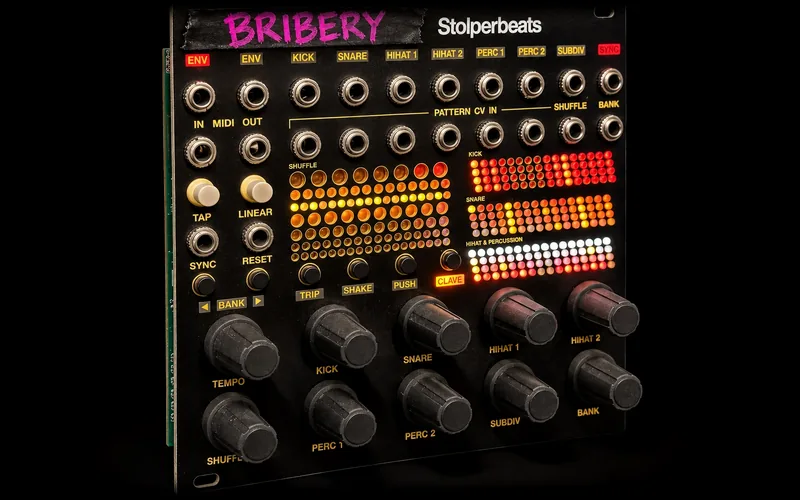 BRIBERY Stolperbeats
ENV ENV KICK SNARE HIHAT 1 HIHAT 2 PERC 1 PERC 2 SUBDIV SYNC
IN MIDI OUT PATTERN CV IN SHUFFLE BANK
SHUFFLE KICK
TAP LINEAR SNARE
SYNC RESET HIHAT & PERCUSSION
BANK TRIP SHAKE PUSH CLAVE
TEMPO KICK SNARE HIHAT 1 HIHAT 2
SHUFFLE PERC 1 PERC 2 SUBDIV BANK